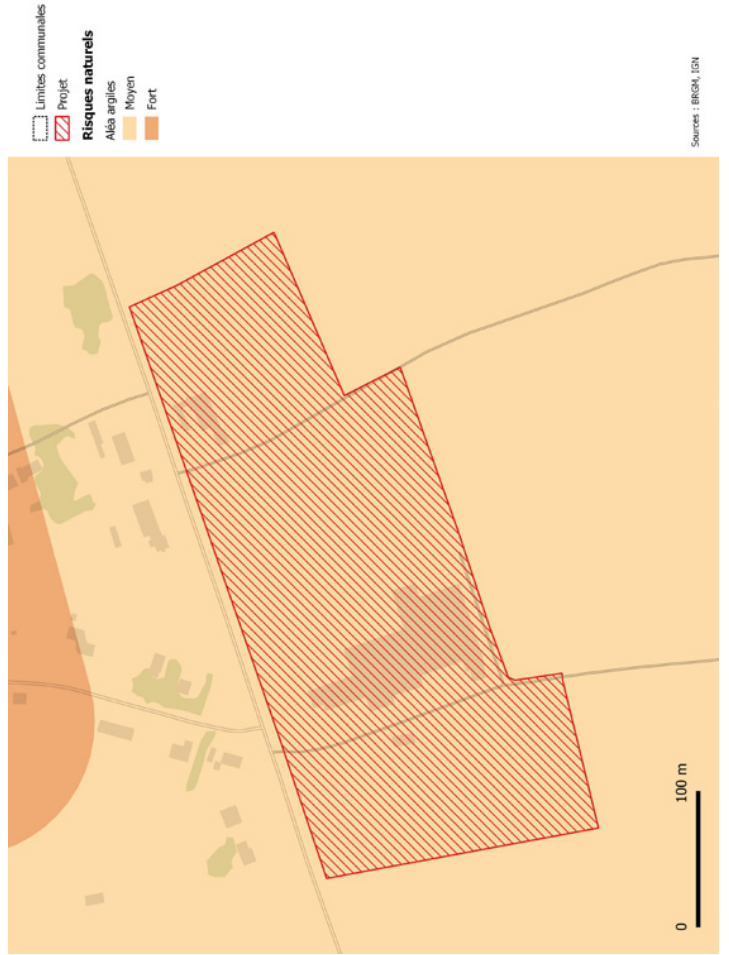 Limites communales
Projet
Risques naturels
Aléa argiles
Moyen
Fort
Sources : BRGM, IGN
0
100 m